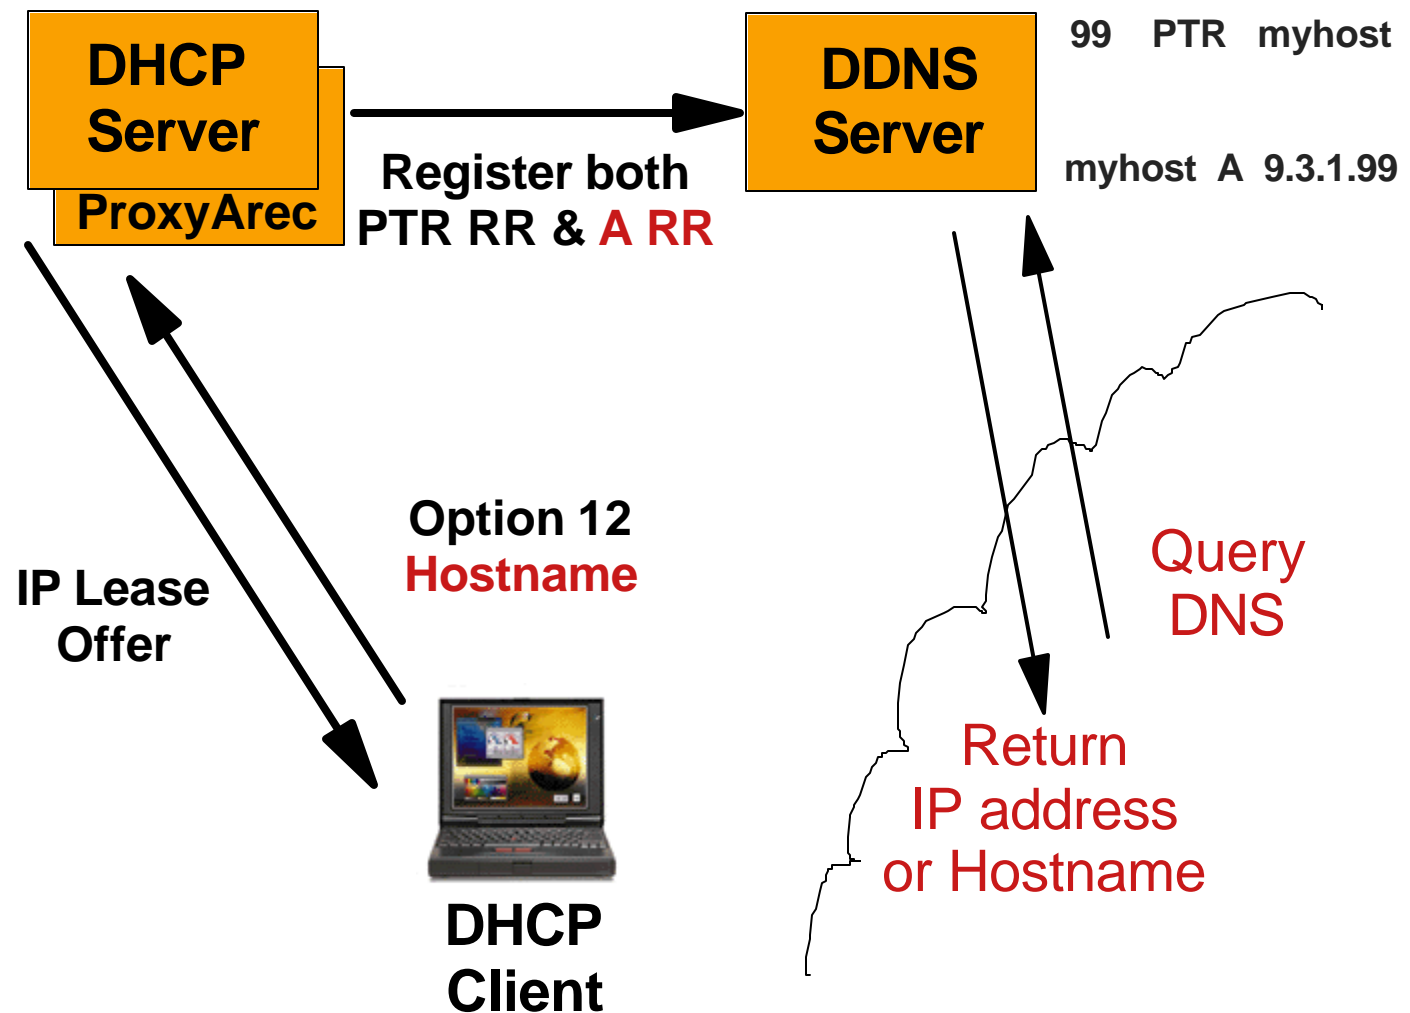 DHCP
Server
ProxyArec
Register both
PTR RR & A RR
DDNS
Server
99 PTR myhost
myhost A 9.3.1.99
IP Lease
Offer
Option 12
Hostname
DHCP
Client
Query
DNS
Return
IP address
or Hostname